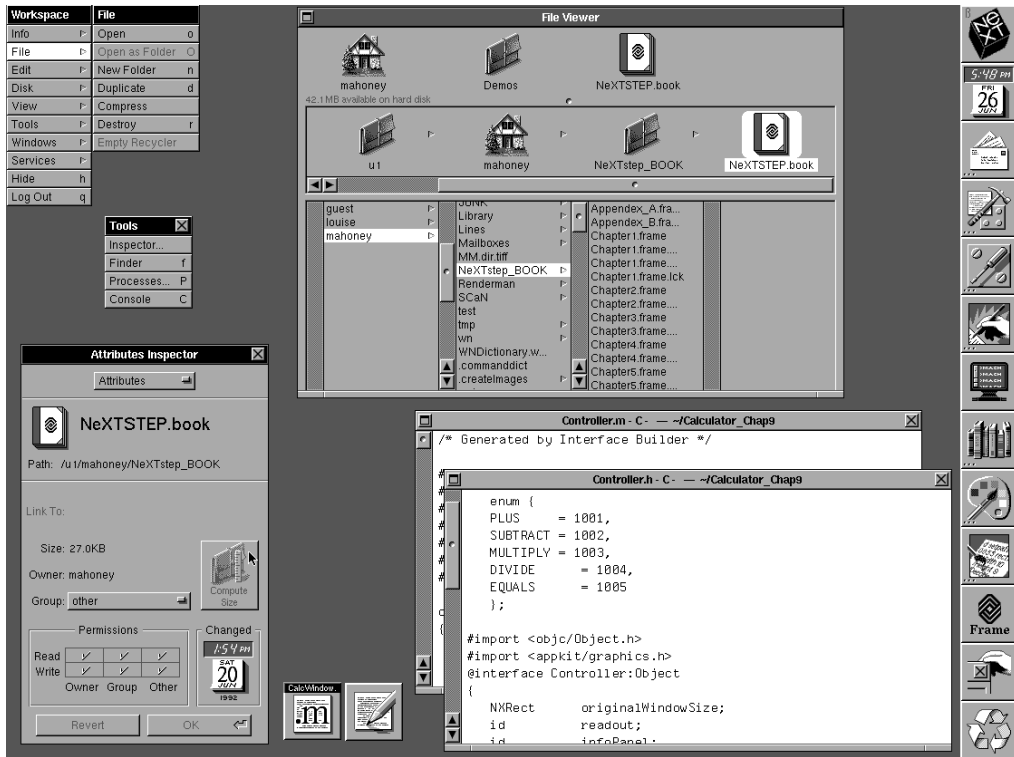 Workspace
Info
File
Edit
Disk
View
Tools
Windows
Services
Hide h
Log Out q
File
Open o
Open as Folder O
New Folder n
Duplicate d
Compress
Destroy r
Empty Recycler
Tools
Inspector...
Finder f
Processes... P
Console C
File Viewer
mahoney
Demos
NeXTSTEP.book
42.1MB available on hard disk
u1
mahoney
NeXTstep_BOOK
NeXTSTEP.book
guest
louise
mahoney
JUNK
Library
Lines
Mailboxes
MM.dir.tiff
NeXTstep_BOOK
Renderman
SCaN
test
tmp
wn
WNDictionary.w...
.commanddict
.createImages
Appendex_A.fra...
Appendex_B.fra...
Chapter1.frame
Chapter1.frame....
Chapter1.frame....
Chapter1.frame.lck
Chapter2.frame
Chapter2.frame....
Chapter3.frame
Chapter3.frame....
Chapter4.frame
Chapter4.frame....
Chapter5.frame
Chapter5.frame....
Attributes Inspector
Attributes
NeXTSTEP.book
Path: /u1/mahoney/NeXTstep_BOOK
Link To:
Size: 27.0KB
Owner: mahoney
Group: other
Compute
Size
Permissions
Read
Write
Owner Group Other
Changed
1:54 PM
SAT
20
JUN
1992
Revert
OK
CalcWindow.
.m
Controller.m - C - — ~/Calculator_Chap9
/* Generated by Interface Builder */
#
#
#
#
#
#
#
{
Controller.h - C - — ~/Calculator_Chap9
enum {
PLUS = 1001,
SUBTRACT = 1002,
MULTIPLY = 1003,
DIVIDE = 1004,
EQUALS = 1005
};
#import <objc/Object.h>
#import <appkit/graphics.h>
@interface Controller:Object
{
NXRect originalWindowSize;
id readout;
id infoPanel;
NeXT
5:48 PM
FRI
26
JUN
Frame